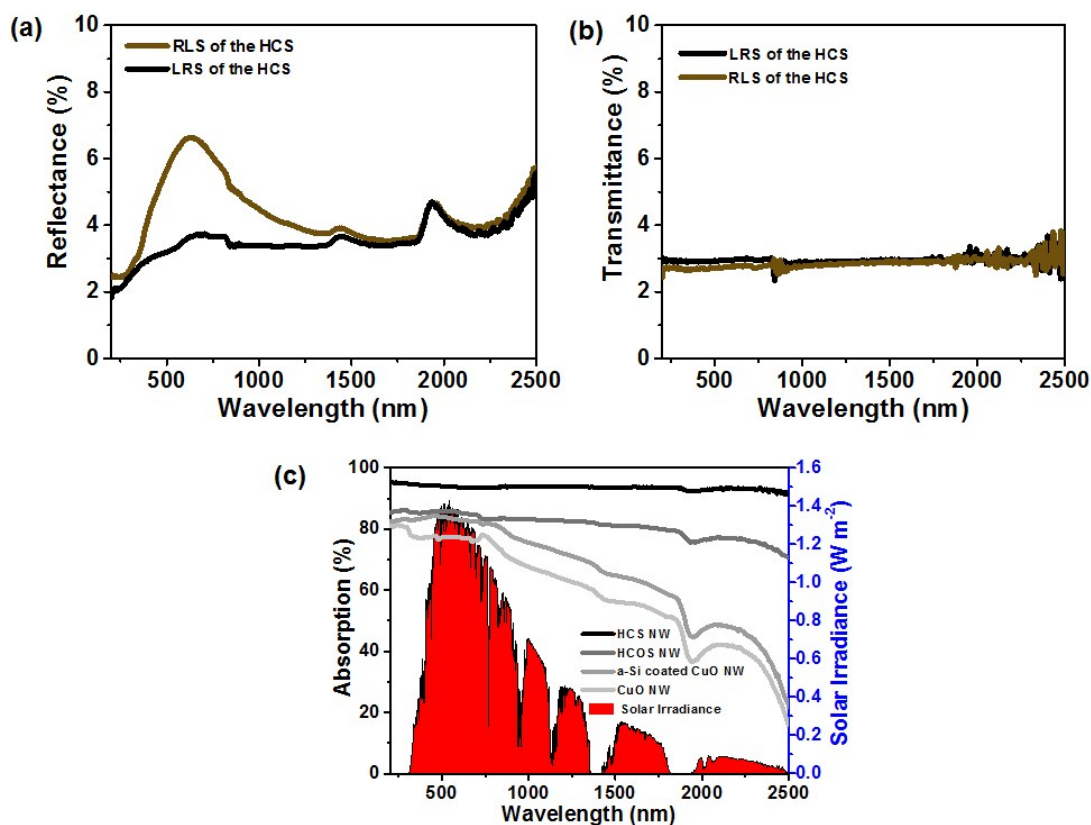 (a)
10
8
6
4
2
0
Reflectance (%)
RLS of the HCS
LRS of the HCS
500 1000 1500 2000 2500
Wavelength (nm)
(b)
10
8
6
4
2
0
Transmittance (%)
LRS of the HCS
RLS of the HCS
500 1000 1500 2000 2500
Wavelength (nm)
(c)
100
80
60
40
20
0
Absorption (%)
HCS NW
HCOS NW
a-Si coated CuO NW
CuO NW
Solar Irradiance
1.6
1.4
1.2
1.0
0.8
0.6
0.4
0.2
0.0
Solar Irradiance (W m⁻²)
500 1000 1500 2000 2500
Wavelength (nm)